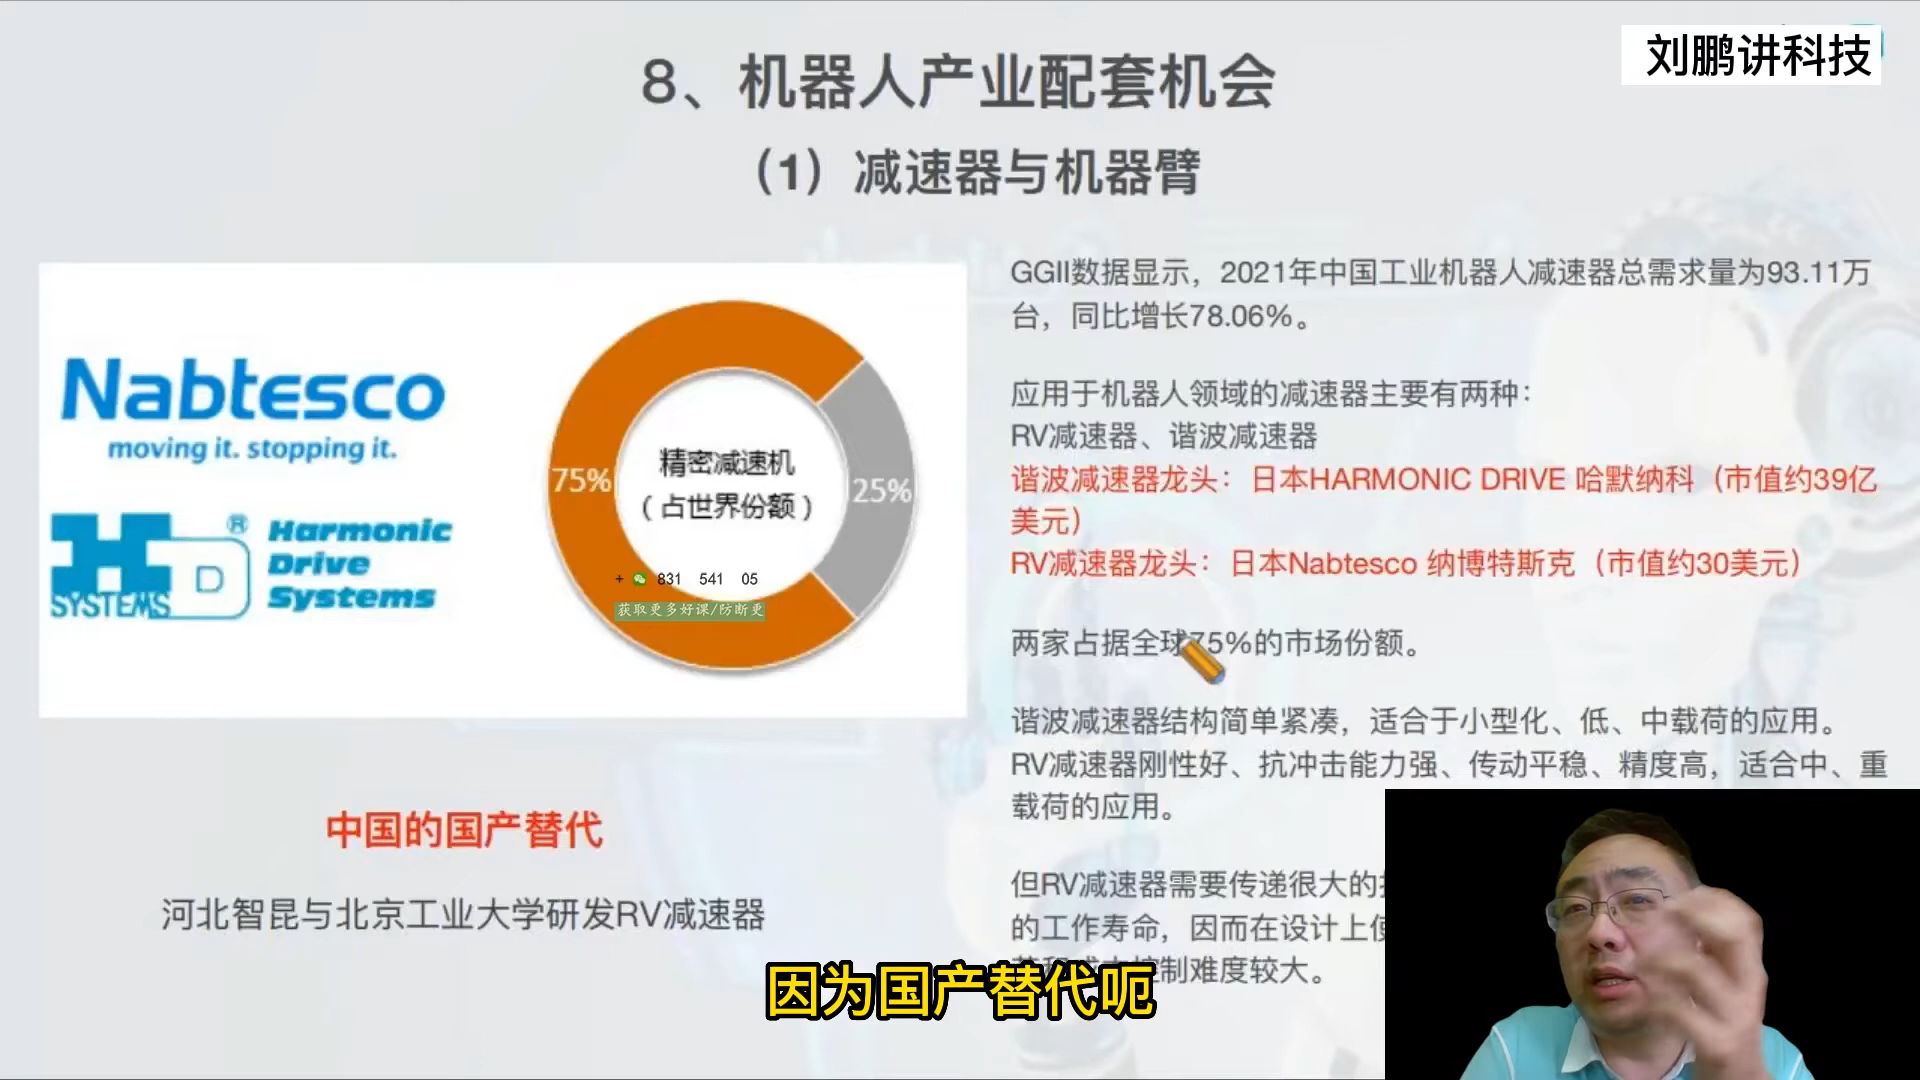 刘鹏讲科技
8、机器人产业配套机会
（1）减速器与机器臂
Nabtesco
moving it. stopping it.
HD
SYSTEMS
®
Harmonic
Drive
Systems
75%
精密减速机
（占世界份额）
25%
+ 831 541 05
获取更多好课/防断更
中国的国产替代
河北智昆与北京工业大学研发RV减速器
GGII数据显示，2021年中国工业机器人减速器总需求量为93.11万
台，同比增长78.06%。
应用于机器人领域的减速器主要有两种：
RV减速器、谐波减速器
谐波减速器龙头：日本HARMONIC DRIVE 哈默纳科（市值约39亿
美元）
RV减速器龙头：日本Nabtesco 纳博特斯克（市值约30美元）
两家占据全球75%的市场份额。
谐波减速器结构简单紧凑，适合于小型化、低、中载荷的应用。
RV减速器刚性好、抗冲击能力强、传动平稳、精度高，适合中、重
载荷的应用。
但RV减速器需要传递很大的
的工作寿命，因而在设计上使
控制难度较大。
因为国产替代呃